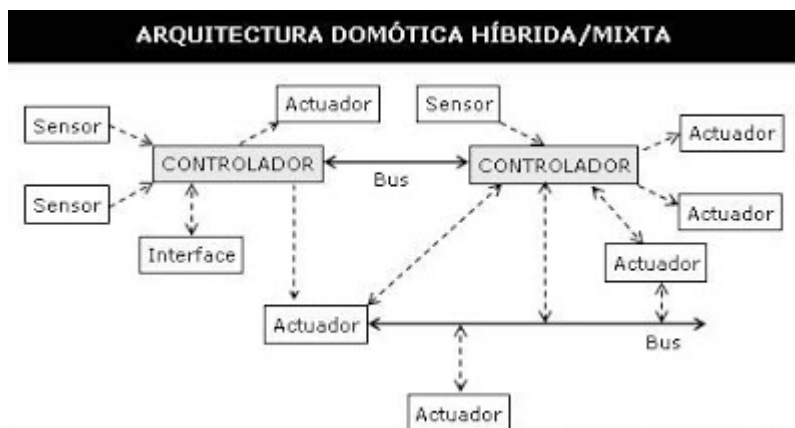 ARQUITECTURA DOMÓTICA HÍBRIDA/MIXTA
Actuador
Sensor
Sensor
Actuador
CONTROLADOR
Bus
CONTROLADOR
Sensor
Actuador
Interface
Actuador
Actuador
Bus
Actuador